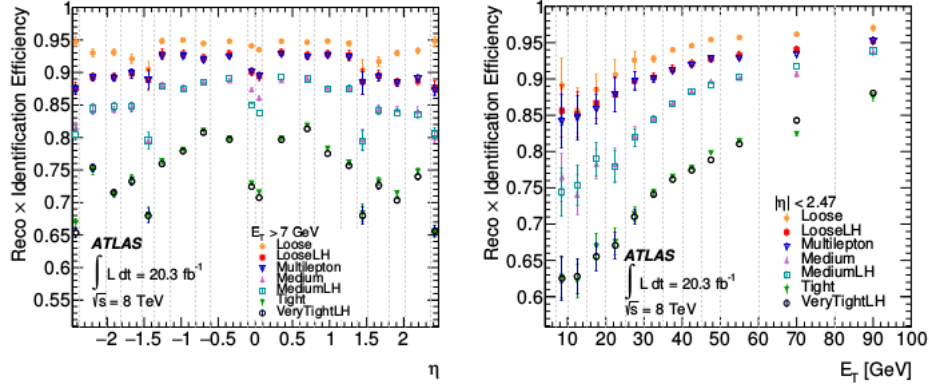 Reco × Identification Efficiency
0.95
0.9
0.85
0.8
0.75
0.7
0.65
0.6
0.55
E_T > 7 GeV
ATLAS
∫ L dt = 20.3 fb⁻¹
√s = 8 TeV
Loose
LooseLH
Multilepton
Medium
MediumLH
Tight
VeryTightLH
−2 −1.5 −1 −0.5 0 0.5 1 1.5 2
η
Reco × Identification Efficiency
1
0.95
0.9
0.85
0.8
0.75
0.7
0.65
0.6
|η| < 2.47
ATLAS
∫ L dt = 20.3 fb⁻¹
√s = 8 TeV
Loose
LooseLH
Multilepton
Medium
MediumLH
Tight
VeryTightLH
10 20 30 40 50 60 70 80 90 100
E_T [GeV]